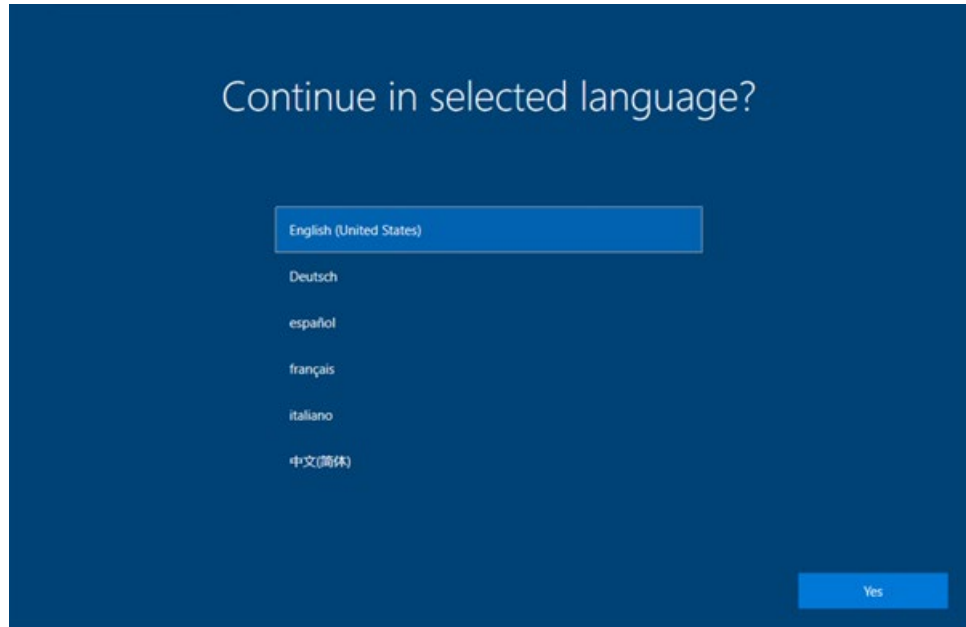 Continue in selected language?
English (United States)
Deutsch
español
français
italiano
中文(简体)
Yes